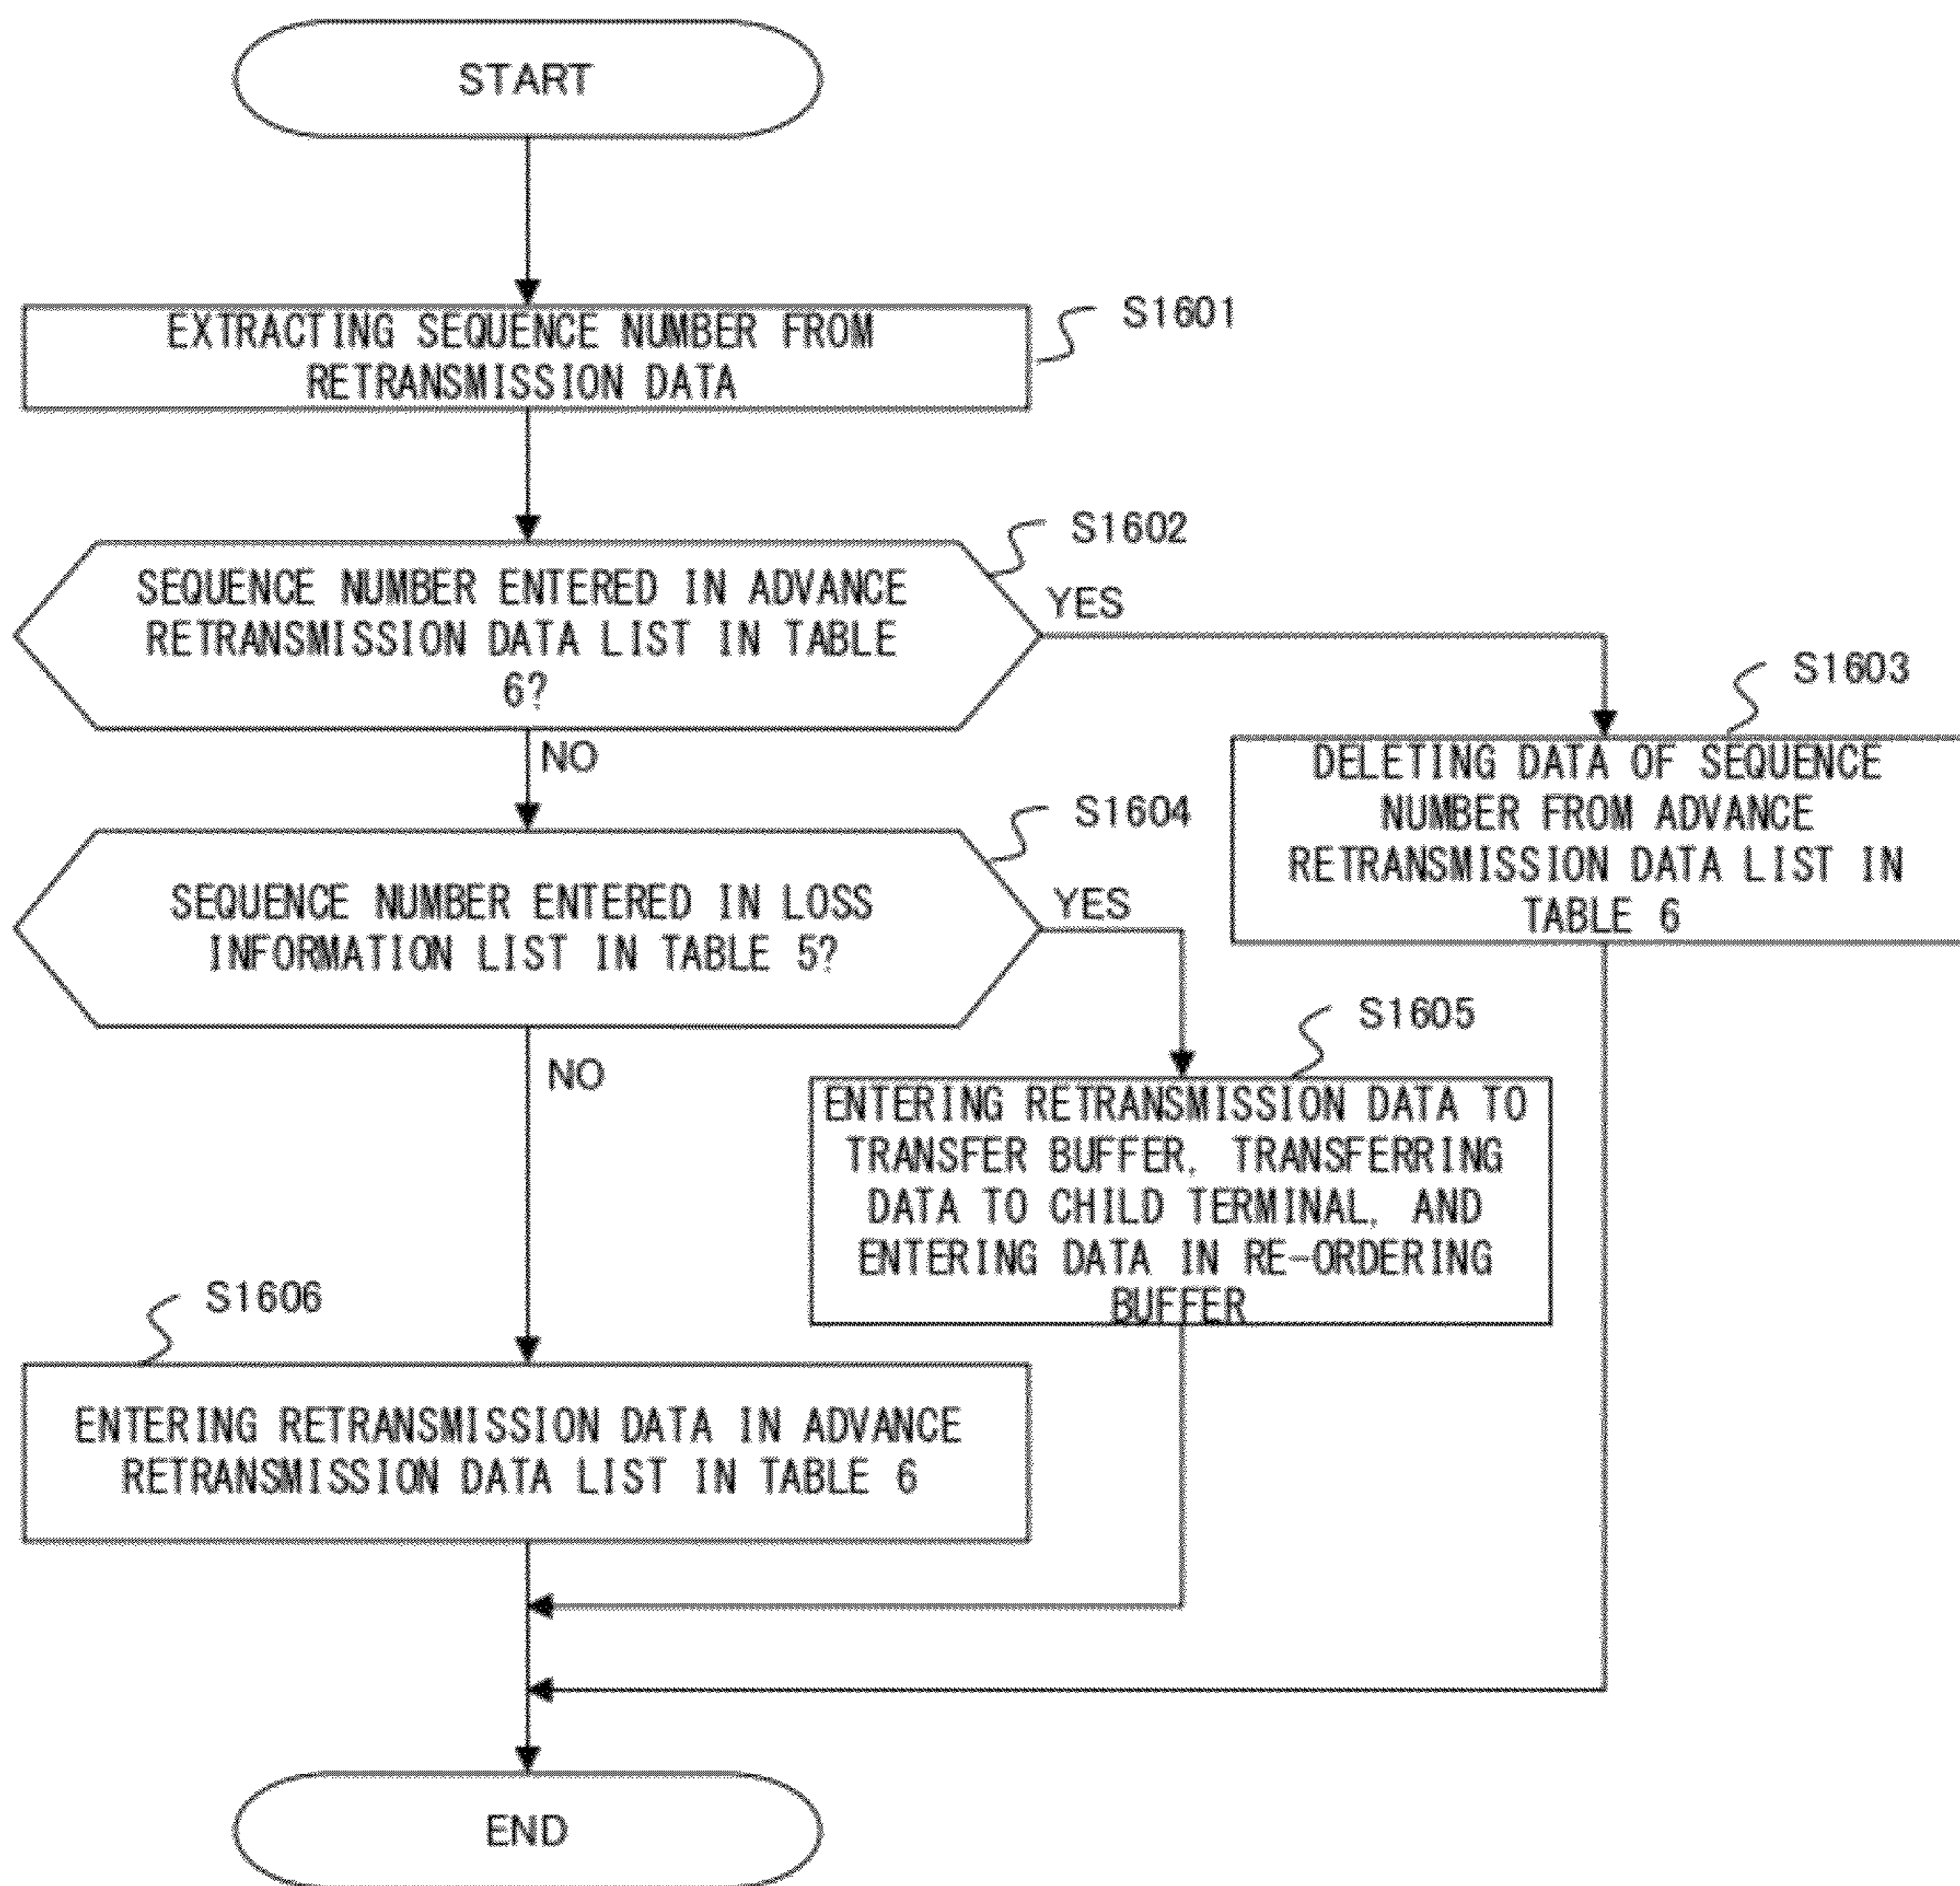 START
S1601
EXTRACTING SEQUENCE NUMBER FROM
RETRANSMISSION DATA
S1602
SEQUENCE NUMBER ENTERED IN ADVANCE
RETRANSMISSION DATA LIST IN TABLE
6?
YES
NO
S1603
DELETING DATA OF SEQUENCE
NUMBER FROM ADVANCE
RETRANSMISSION DATA LIST IN
TABLE 6
S1604
SEQUENCE NUMBER ENTERED IN LOSS
INFORMATION LIST IN TABLE 5?
YES
NO
S1605
ENTERING RETRANSMISSION DATA TO
TRANSFER BUFFER, TRANSFERRING
DATA TO CHILD TERMINAL, AND
ENTERING DATA IN RE-ORDERING
BUFFER
S1606
ENTERING RETRANSMISSION DATA IN ADVANCE
RETRANSMISSION DATA LIST IN TABLE 6
END